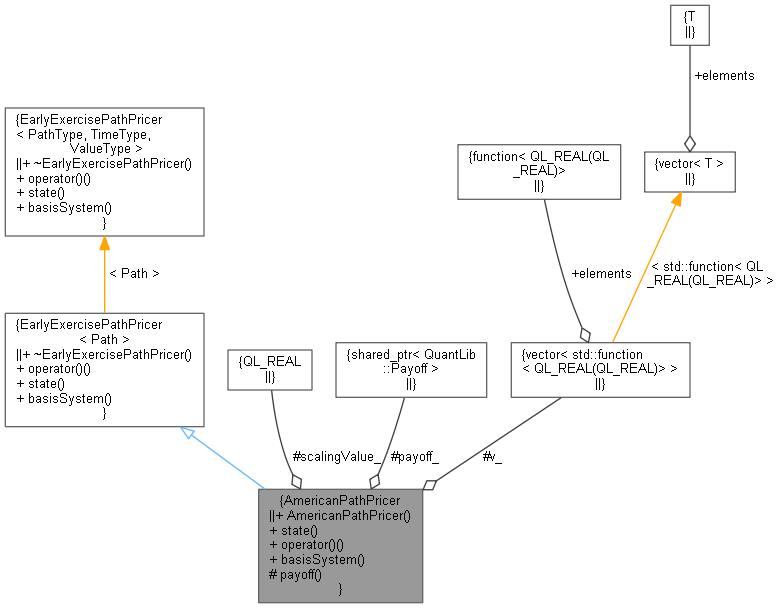 {T
||}
+elements
{EarlyExercisePathPricer
< PathType, TimeType,
ValueType >
||+ ~EarlyExercisePathPricer()
+ operator()()
+ state()
+ basisSystem()
}
{function< QL_REAL(QL
_REAL)>
||}
{vector< T >
||}
< Path >
+elements
< std::function< QL
_REAL(QL_REAL)> >
{EarlyExercisePathPricer
< Path >
||+ ~EarlyExercisePathPricer()
+ operator()()
+ state()
+ basisSystem()
}
{QL_REAL
||}
{shared_ptr< QuantLib
::Payoff >
||}
{vector< std::function
< QL_REAL(QL_REAL)> >
||}
#scalingValue_
#payoff_
#v_
{AmericanPathPricer
||+ AmericanPathPricer()
+ state()
+ operator()()
+ basisSystem()
# payoff()
}